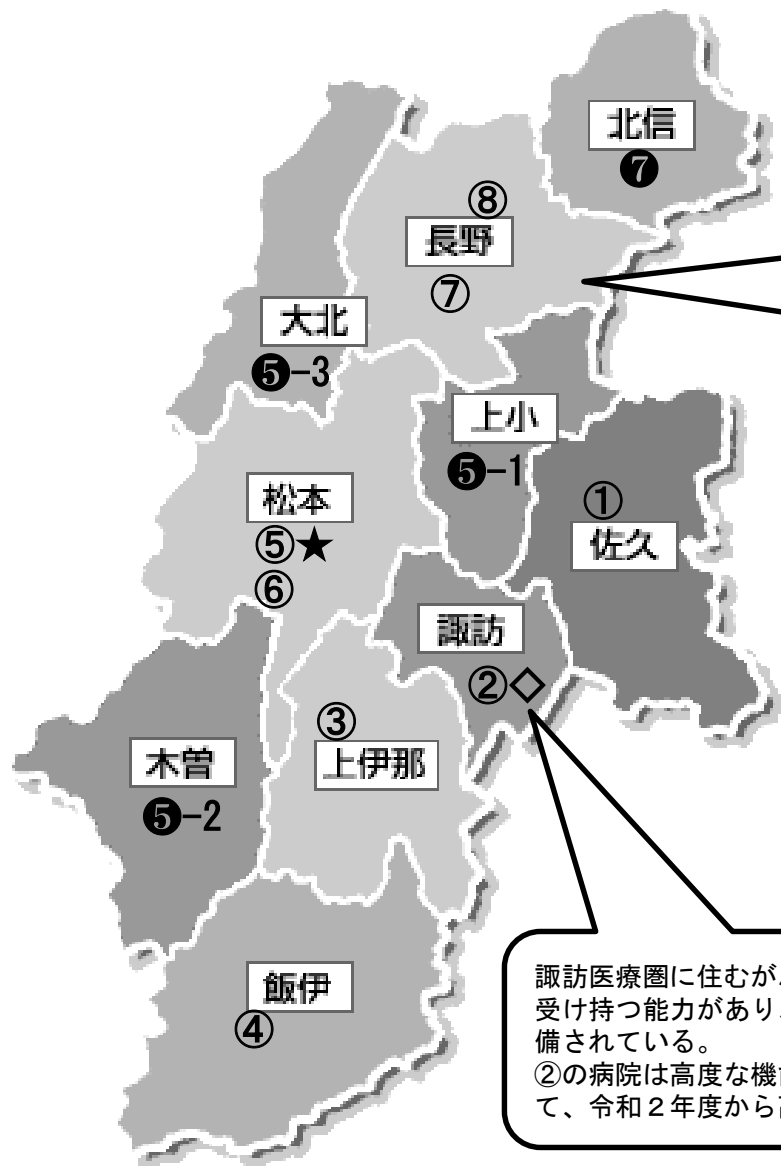 北信
❼
⑧
長野
⑦
大北
❺-3
上小
❺-1
①
佐久
松本
⑤★
⑥
諏訪
②◇
③
上伊那
木曽
❺-2
飯伊
④
諏訪医療圏に住むが
受け持つ能力があり
備されている。
②の病院は高度な機
て、令和２年度から